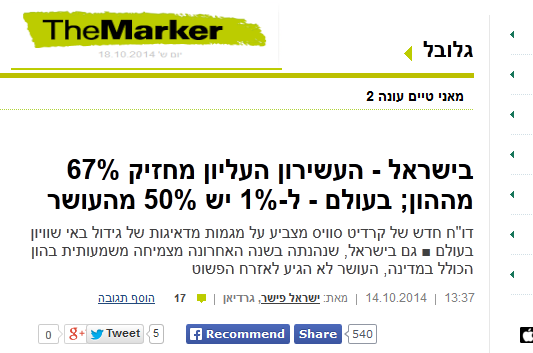 TheMarker
יום ש' 18.10.2014
גלובל
מאני טיים עונה 2
בישראל - העשירון העליון מחזיק 67%
מההון; בעולם - ל-1% יש 50% מהעושר
דו"ח חדש של קרדיט סוויס מצביע על מגמות מדאיגות של גידול באי שוויון
בעולם ■ גם בישראל, שנהנתה בשנה האחרונה מצמיחה משמעותית בהון
הכולל במדינה, העושר לא הגיע לאזרח הפשוט
13:37 | 14.10.2014 | מאת: ישראל פישר, גרדיאן | 17 הוסף תגובה
0 g+ Tweet 5 Recommend Share 540